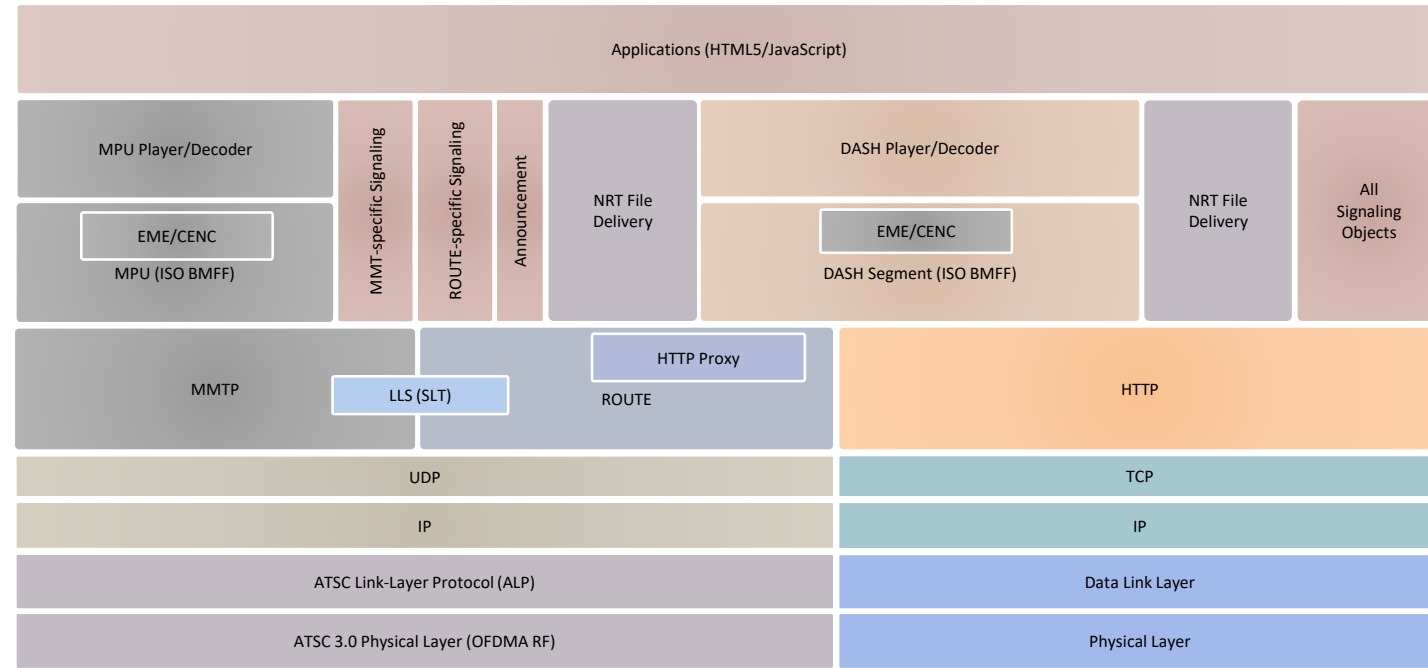 Applications (HTML5/JavaScript)
MPU Player/Decoder
EME/CENC
MPU (ISO BMFF)
MMT-specific Signaling
ROUTE-specific Signaling
Announcement
NRT File
Delivery
DASH Player/Decoder
EME/CENC
DASH Segment (ISO BMFF)
NRT File
Delivery
All
Signaling
Objects
MMTP
LLS (SLT)
HTTP Proxy
ROUTE
HTTP
UDP
TCP
IP
IP
ATSC Link-Layer Protocol (ALP)
Data Link Layer
ATSC 3.0 Physical Layer (OFDMA RF)
Physical Layer